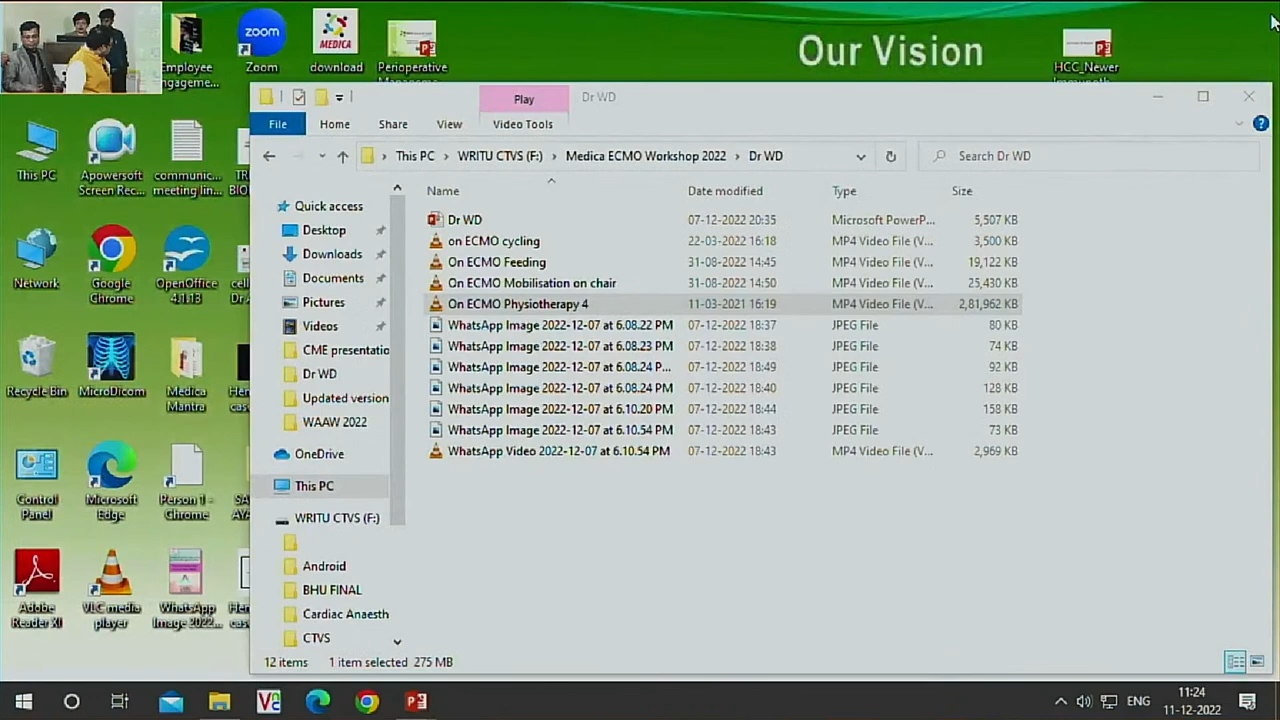 Our Vision
Employee
Engageme...
zoom
Zoom
MEDICA
download
Perioperative
HCC_Newer
Play
Dr WD
File
Home
Share
View
Video Tools
This PC
WRITU CTVS (F:)
Medica ECMO Workshop 2022
Dr WD
Search Dr WD
Name
Date modified
Type
Size
Dr WD 07-12-2022 20:35 Microsoft PowerP... 5,507 KB
on ECMO cycling 22-03-2022 16:18 MP4 Video File (V... 3,500 KB
On ECMO Feeding 31-08-2022 14:45 MP4 Video File (V... 19,122 KB
On ECMO Mobilisation on chair 31-08-2022 14:50 MP4 Video File (V... 25,430 KB
On ECMO Physiotherapy 4 11-03-2021 16:19 MP4 Video File (V... 2,81,962 KB
WhatsApp Image 2022-12-07 at 6.08.22 PM 07-12-2022 18:37 JPEG File 80 KB
WhatsApp Image 2022-12-07 at 6.08.23 PM 07-12-2022 18:38 JPEG File 74 KB
WhatsApp Image 2022-12-07 at 6.08.24 P... 07-12-2022 18:49 JPEG File 92 KB
WhatsApp Image 2022-12-07 at 6.08.24 PM 07-12-2022 18:40 JPEG File 128 KB
WhatsApp Image 2022-12-07 at 6.10.20 PM 07-12-2022 18:44 JPEG File 158 KB
WhatsApp Image 2022-12-07 at 6.10.54 PM 07-12-2022 18:43 JPEG File 73 KB
WhatsApp Video 2022-12-07 at 6.10.54 PM 07-12-2022 18:43 MP4 Video File (V... 2,969 KB
Quick access
Desktop
Downloads
Documents
Pictures
Videos
CME presentatio
Dr WD
Updated version
WAAW 2022
OneDrive
This PC
WRITU CTVS (F:)
Android
BHU FINAL
Cardiac Anaesth
CTVS
12 items 1 item selected 275 MB
This PC
Apowersoft
Screen Rec...
communic...
meeting lin...
Network
Google
Chrome
OpenOffice
4.1.13
Recycle Bin
MicroDicom
Medica
Mantra
Control
Panel
Microsoft
Edge
Person 1 -
Chrome
Adobe
Reader XI
VLC media
player
WhatsApp
Image 2022...
ENG
11:24
11-12-2022